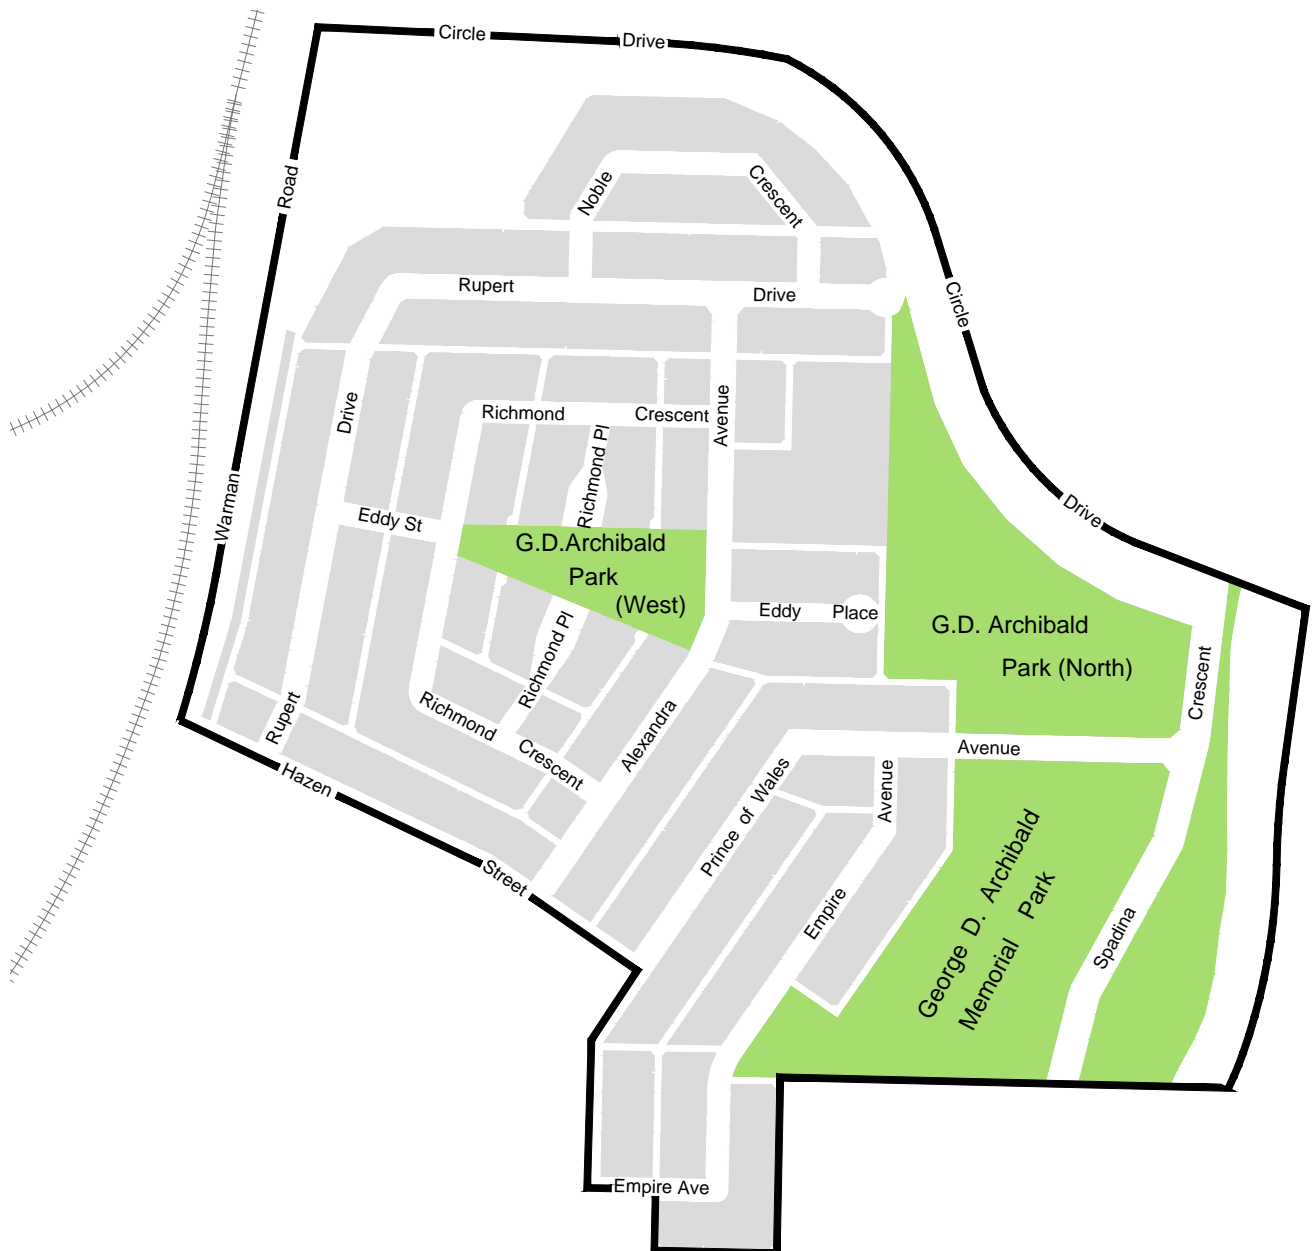 Circle
Drive
Road
Noble
Crescent
Rupert
Drive
Circle
Drive
Richmond
Crescent
Avenue
Richmond Pl
Warman
Eddy St
Drive
G.D.Archibald
Park
(West)
Eddy
Place
G.D. Archibald
Park (North)
Richmond Pl
Crescent
Rupert
Richmond
Alexandra
Crescent
Avenue
Hazen
Prince of Wales
Avenue
Street
Empire
George D. Archibald
Memorial Park
Spadina
Empire Ave